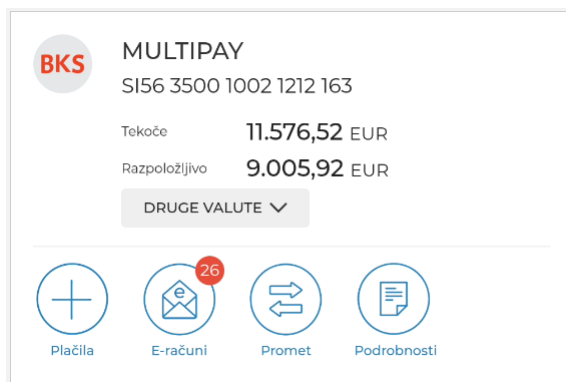 BKS
MULTIPAY
SI56 3500 1002 1212 163
Tekoče 11.576,52 EUR
Razpoložljivo 9.005,92 EUR
DRUGE VALUTE
26
e
Plačila E-računi Promet Podrobnosti